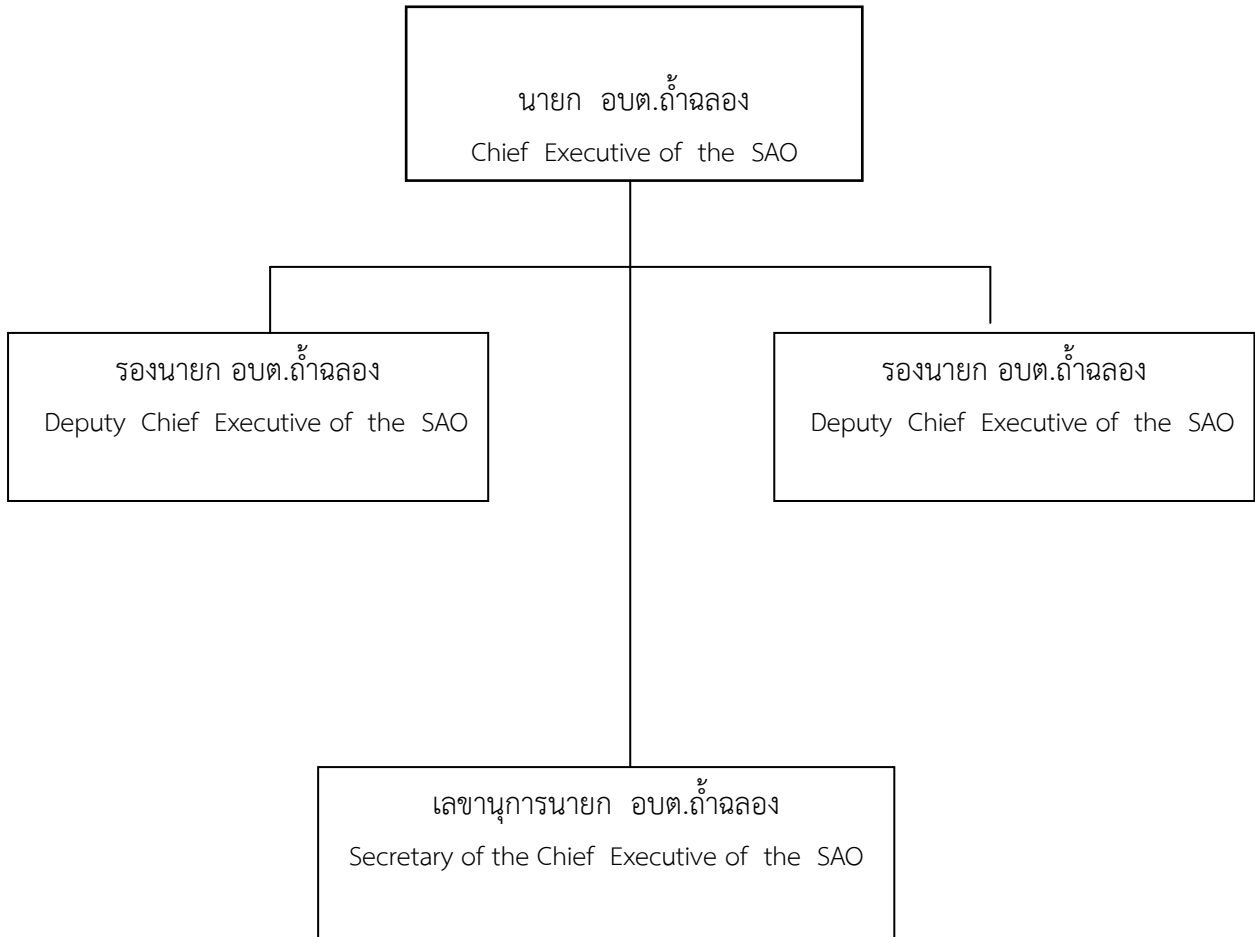 นายก อบต.ถ้ำฉลอง
Chief Executive of the SAO
รองนายก อบต.ถ้ำฉลอง
Deputy Chief Executive of the SAO
รองนายก อบต.ถ้ำฉลอง
Deputy Chief Executive of the SAO
เลขานุการนายก อบต.ถ้ำฉลอง
Secretary of the Chief Executive of the SAO